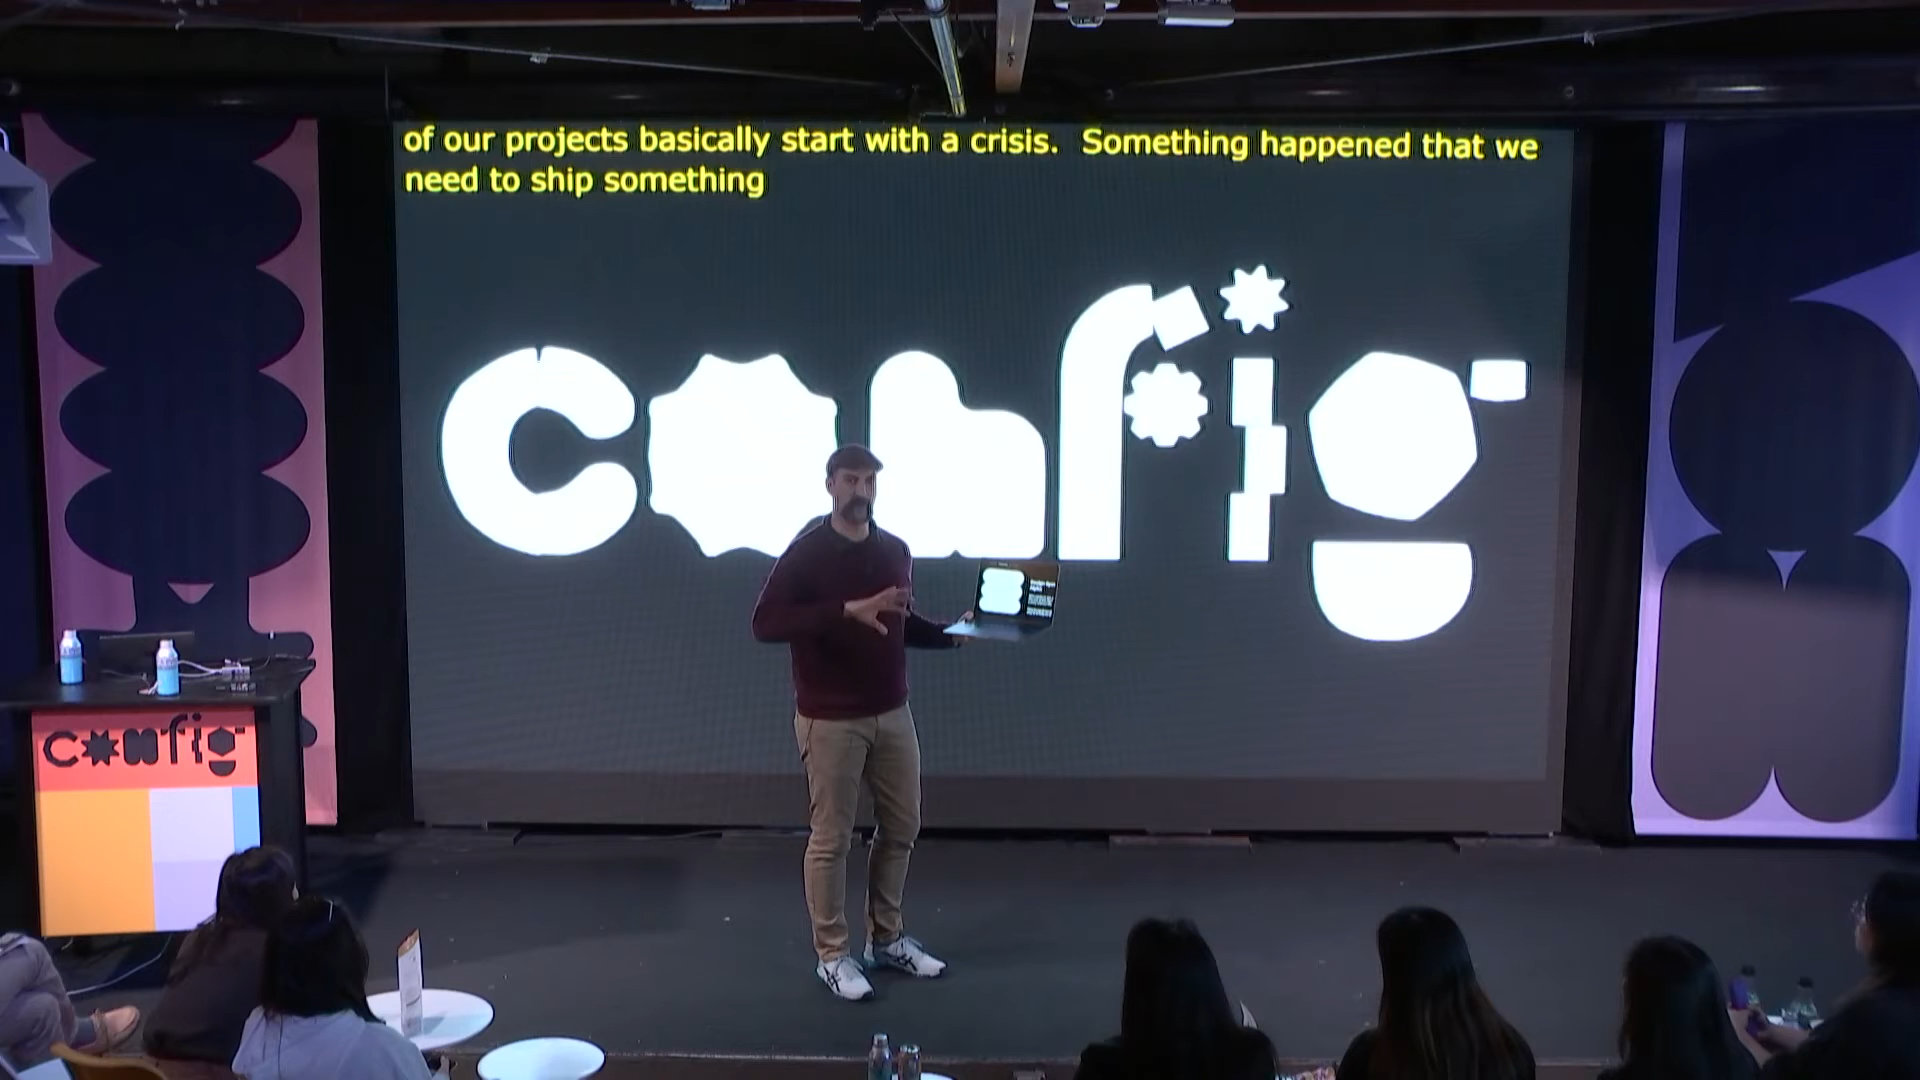 of our projects basically start with a crisis.  Something happened that we
need to ship something
config
config